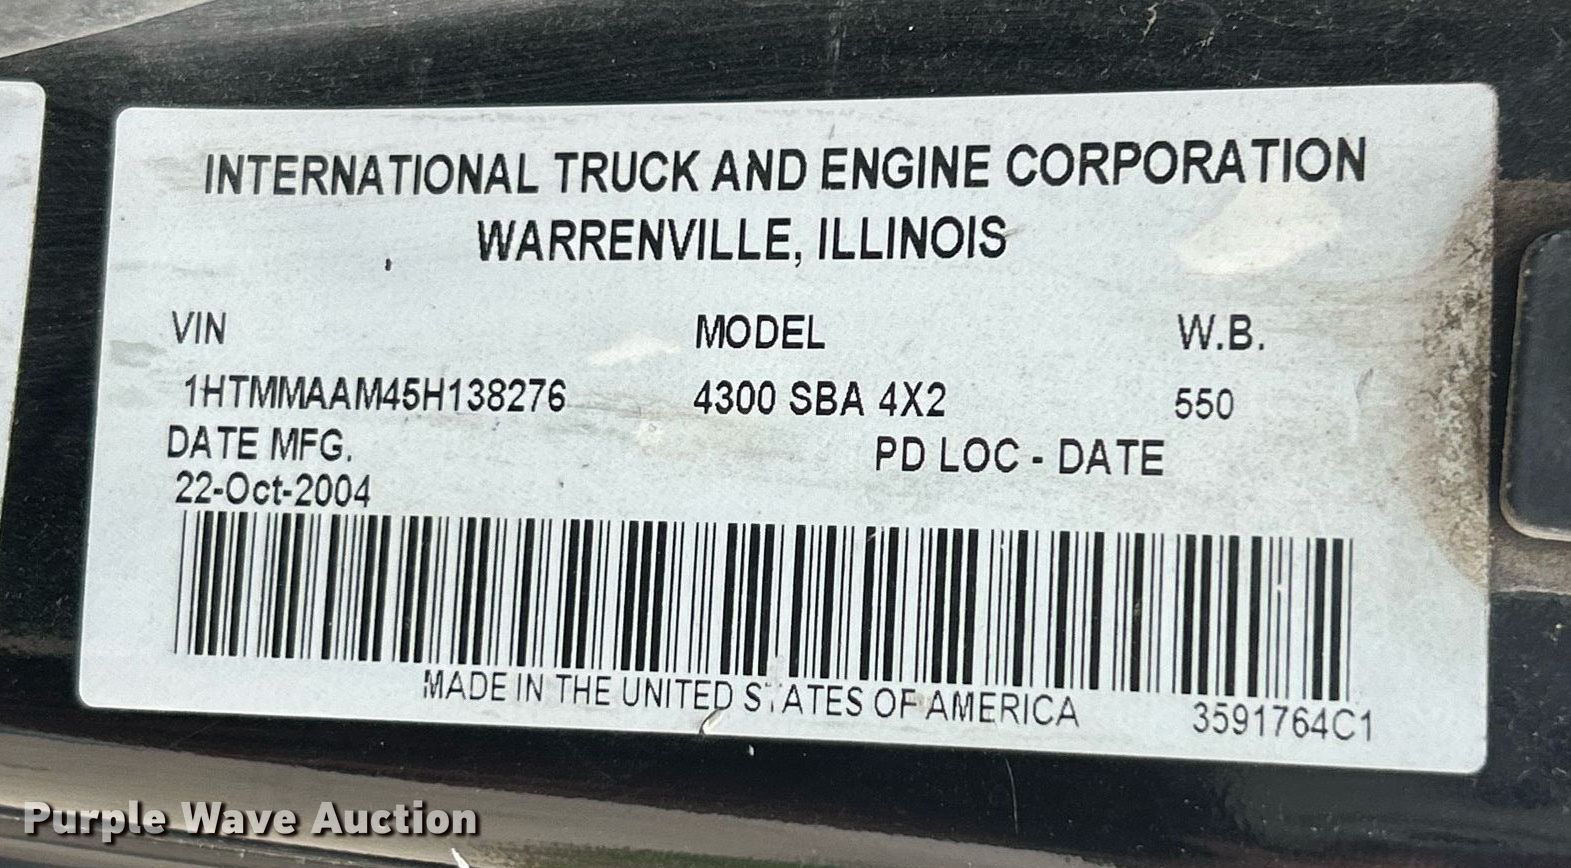 INTERNATIONAL TRUCK AND ENGINE CORPORATION
WARRENVILLE, ILLINOIS
VIN MODEL W.B.
1HTMMAAM45H138276 4300 SBA 4X2 550
DATE MFG. PD LOC - DATE
22-Oct-2004
MADE IN THE UNITED STATES OF AMERICA 3591764C1
Purple Wave Auction